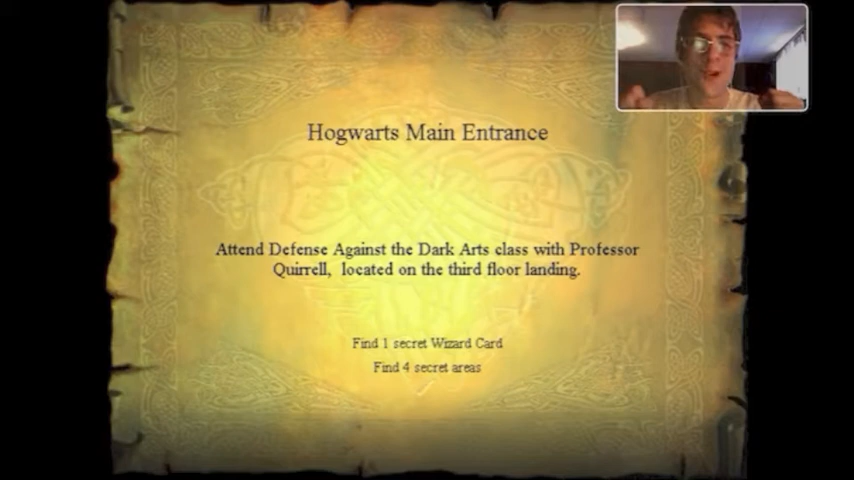 Hogwarts Main Entrance
Attend Defense Against the Dark Arts class with Professor
Quirrell, located on the third floor landing.
Find 1 secret Wizard Card
Find 4 secret areas